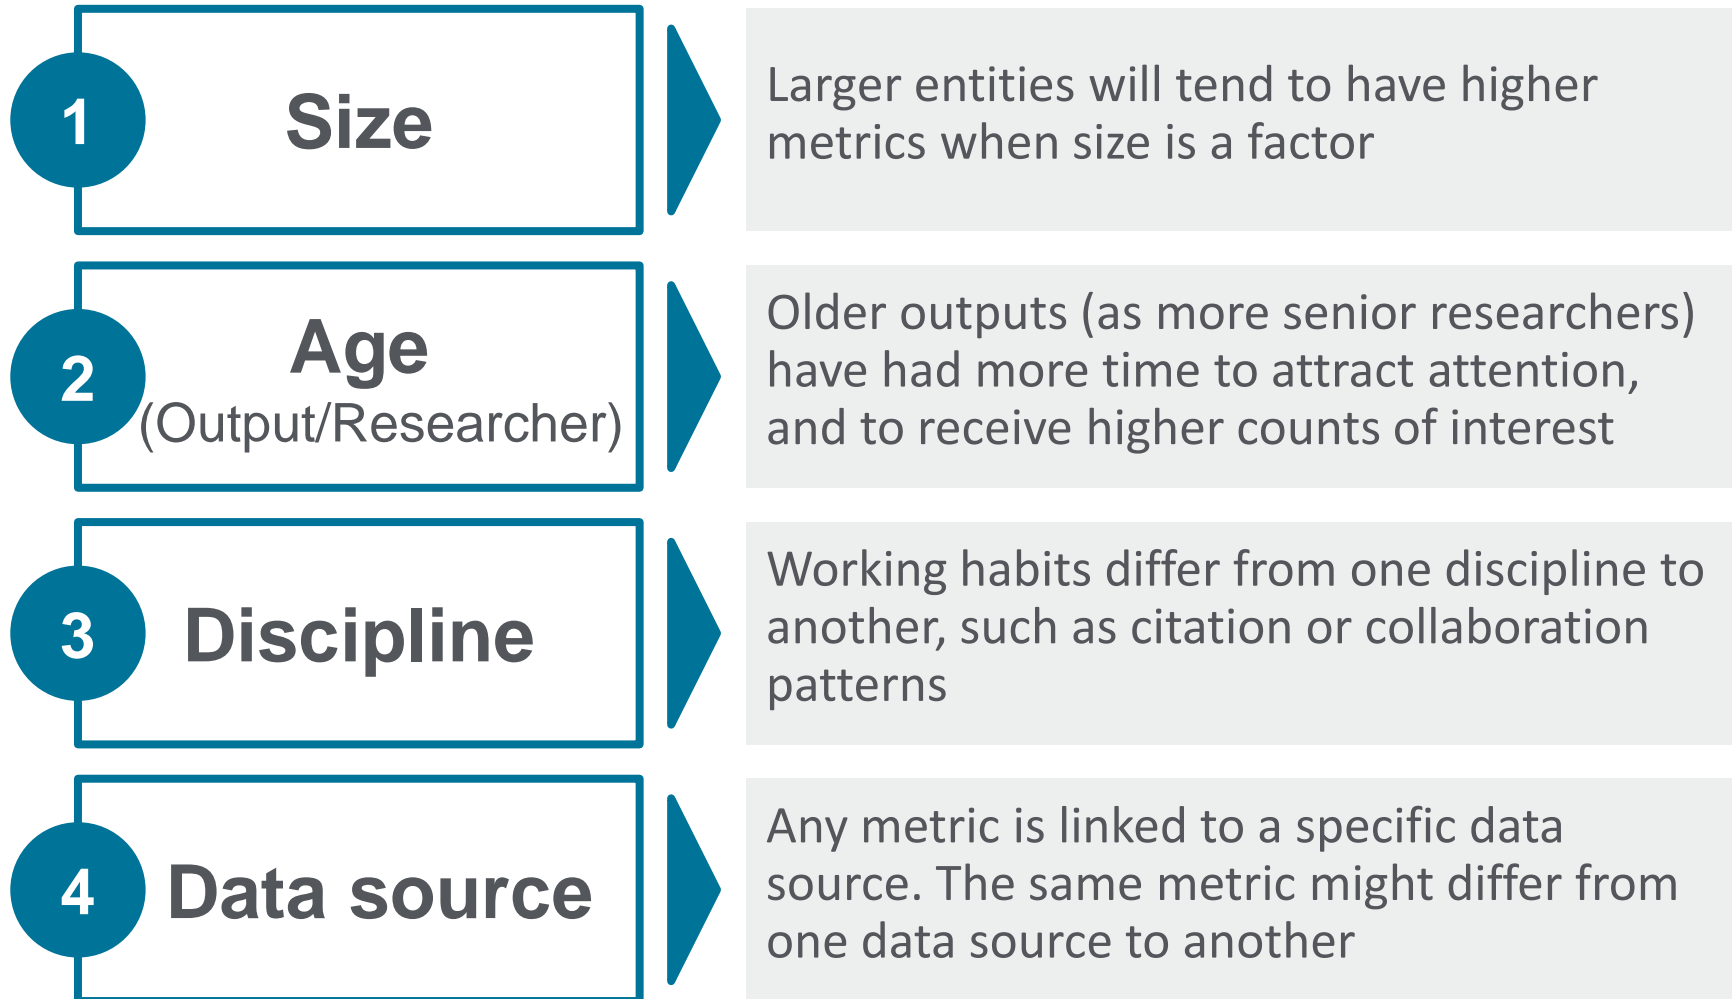 1
Size
Larger entities will tend to have higher
metrics when size is a factor
2
Age
(Output/Researcher)
Older outputs (as more senior researchers)
have had more time to attract attention,
and to receive higher counts of interest
3
Discipline
Working habits differ from one discipline to
another, such as citation or collaboration
patterns
4
Data source
Any metric is linked to a specific data
source. The same metric might differ from
one data source to another